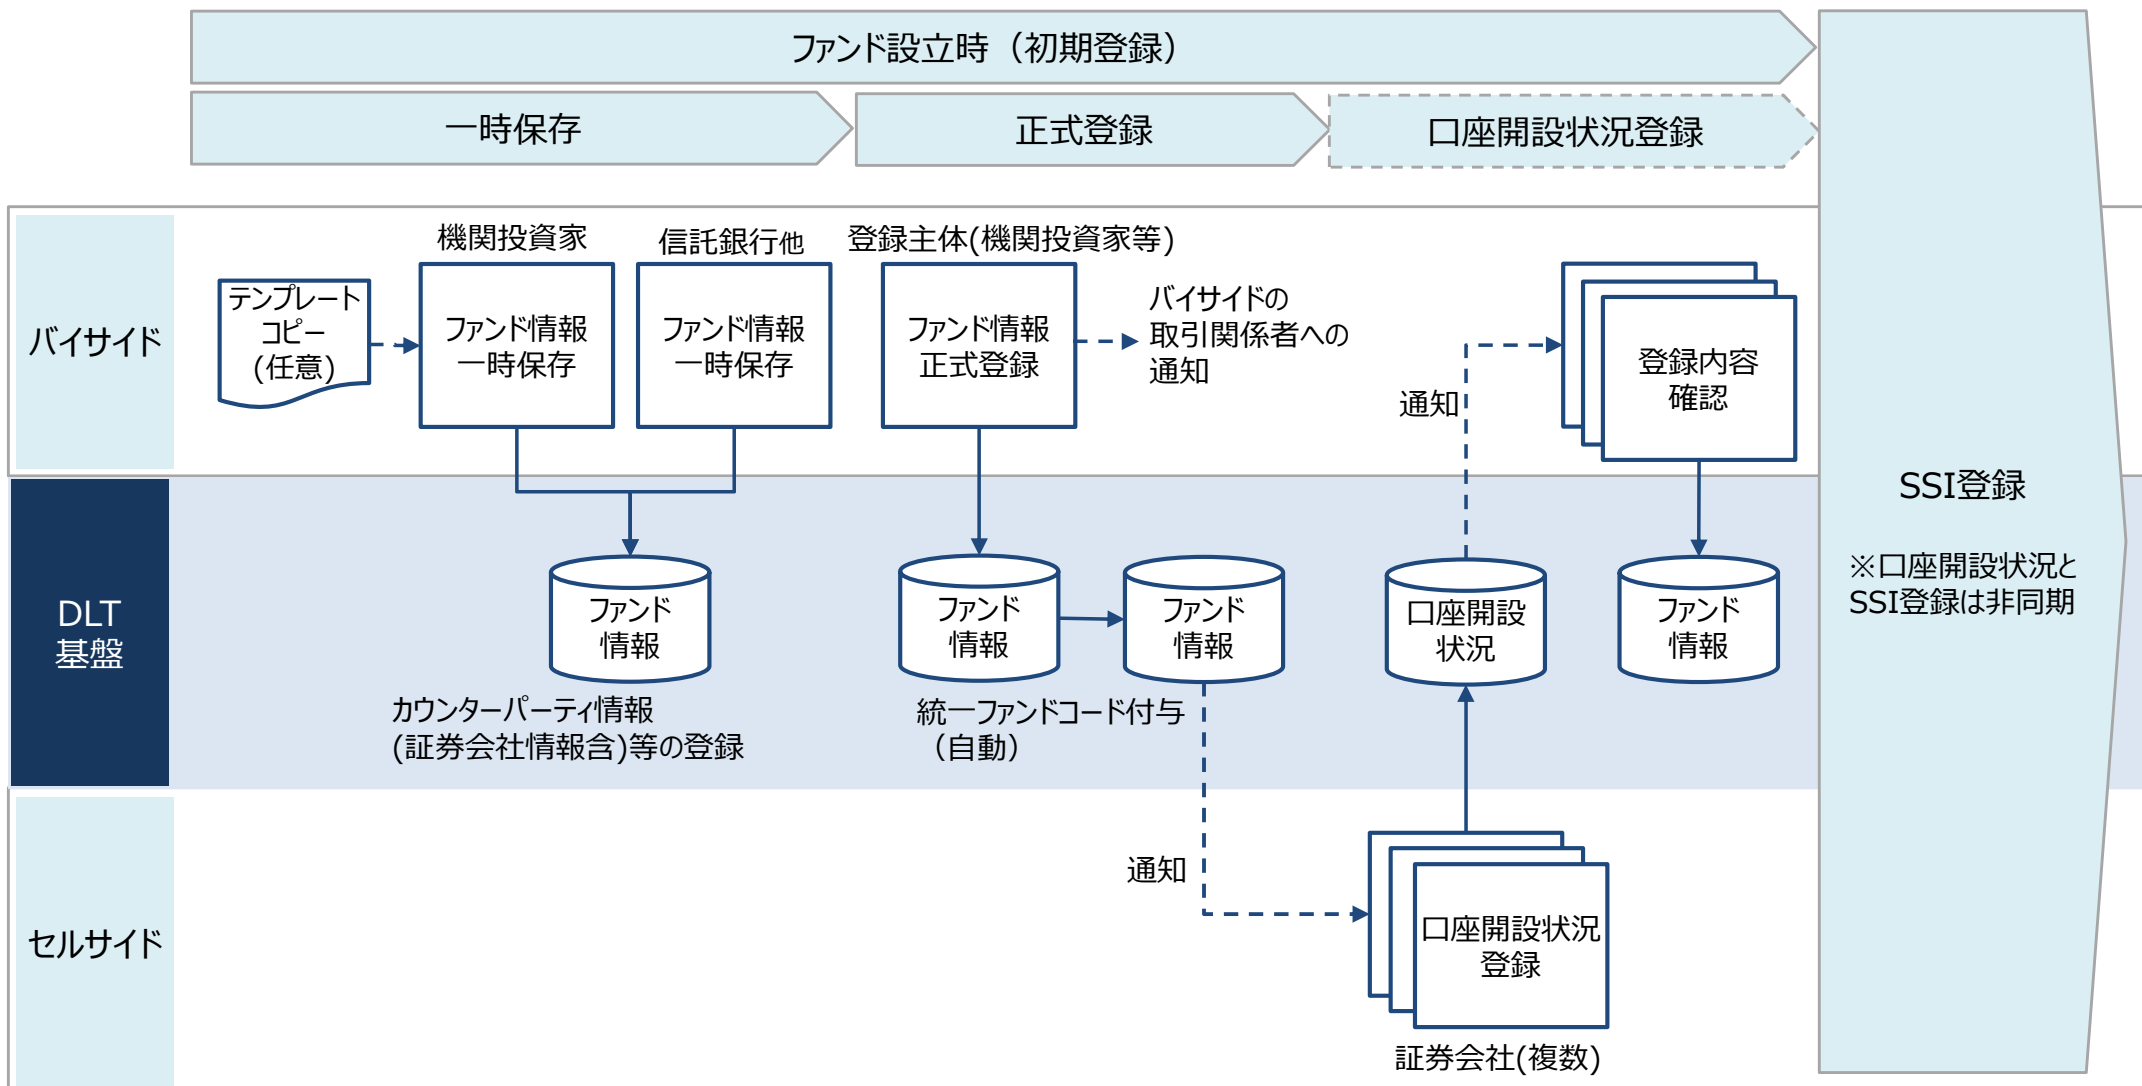 ファンド設立時（初期登録）
一時保存
正式登録
口座開設状況登録
バイサイド
テンプレート
コピー
(任意)
機関投資家
ファンド情報
一時保存
信託銀行他
ファンド情報
一時保存
登録主体(機関投資家等)
ファンド情報
正式登録
バイサイドの
取引関係者への
通知
通知
登録内容
確認
DLT
基盤
ファンド
情報
カウンターパーティ情報
(証券会社情報含)等の登録
ファンド
情報
ファンド
情報
統一ファンドコード付与
（自動）
口座開設
状況
ファンド
情報
セルサイド
通知
口座開設状況
登録
証券会社(複数)
SSI登録
※口座開設状況と
SSI登録は非同期